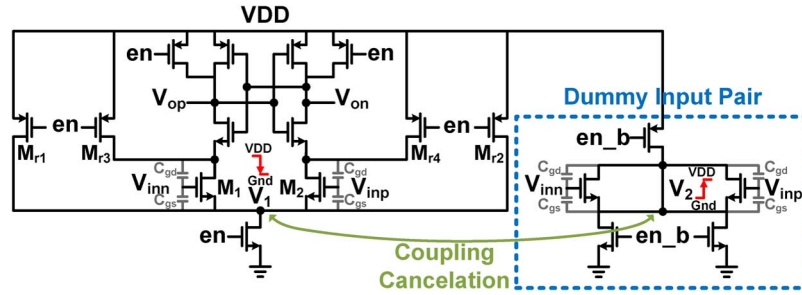 VDD
en
en
Dummy Input Pair
Vop
Von
en_b
en
en
Mr1
Mr3
Mr4
Mr2
VDD
Cgd
Cgd
Cgd
VDD
Cgd
Vinn
M1
Gnd
M2
Vinp
Vinn
V2
Vinp
Cgs
V1
Cgs
Cgs
Gnd
Cgs
en
Coupling
Cancelation
en_b